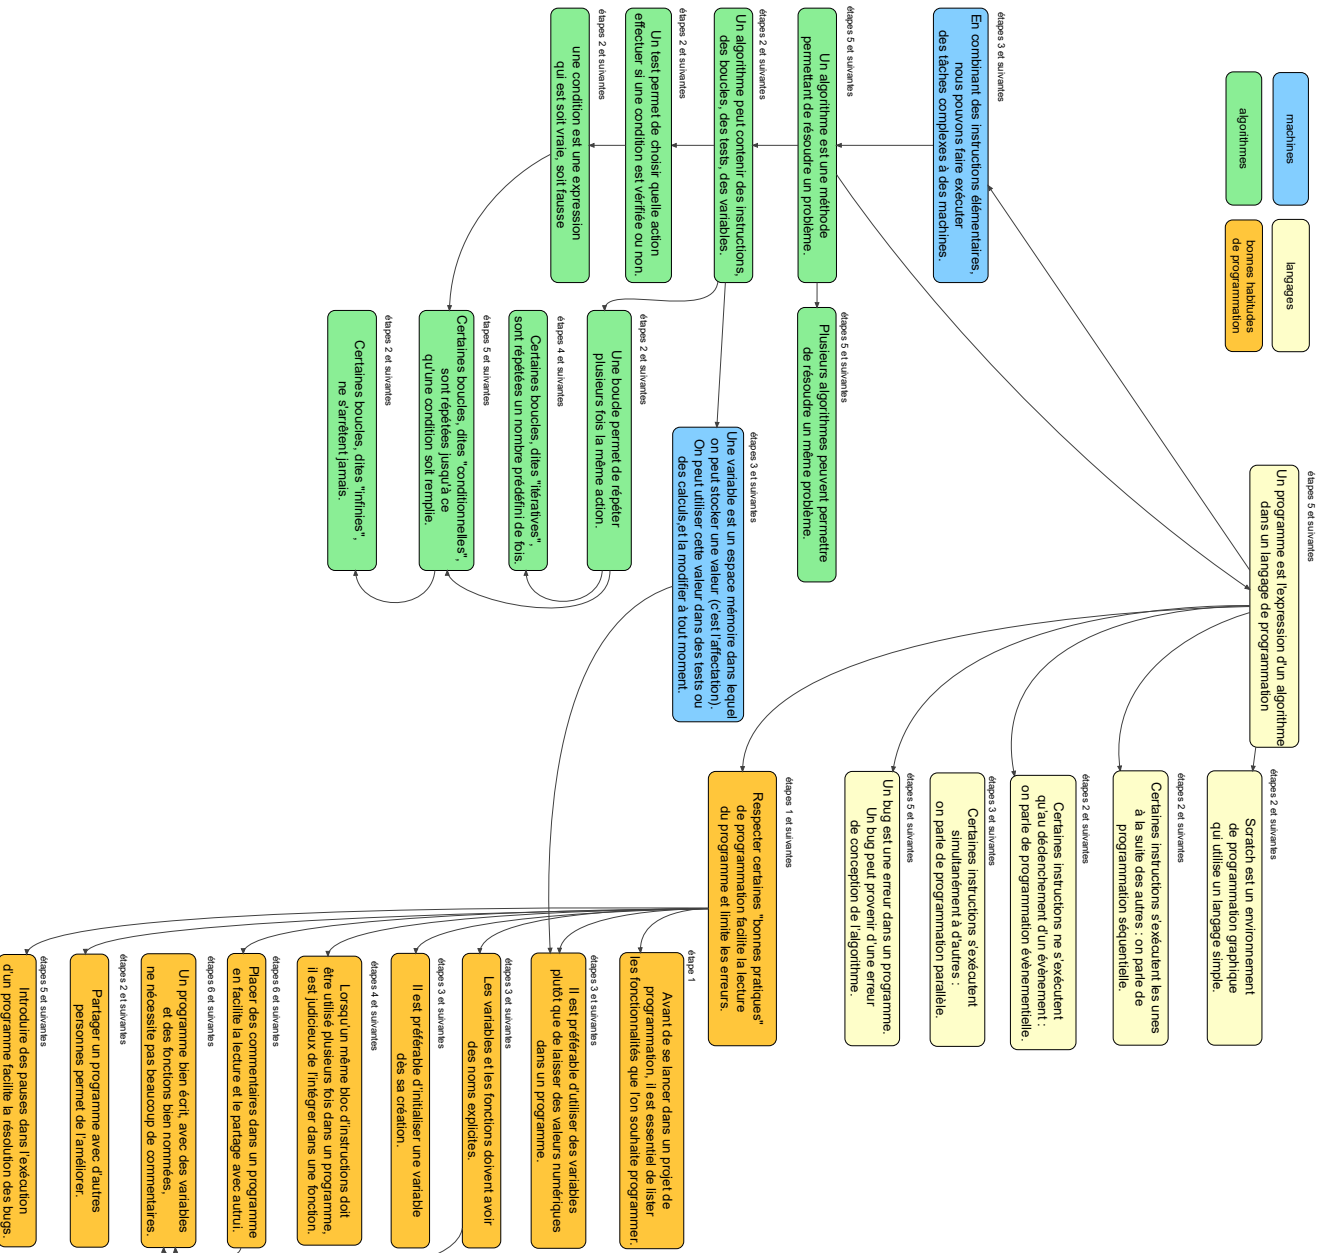 machines
langages
algorithmes
bonnes habitudes
de programmation
étapes 3 et suivantes
En combinant des instructions élémentaires,
nous pouvons faire exécuter
des tâches complexes à des machines.
étapes 5 et suivantes
Un algorithme est une méthode
permettant de résoudre un problème.
étapes 2 et suivantes
Un algorithme peut contenir des instructions,
des boucles, des tests, des variables.
étapes 2 et suivantes
Un test permet de choisir quelle action
effectuer si une condition est vérifiée ou non.
étapes 2 et suivantes
une condition est une expression
qui est soit vraie, soit fausse
étapes 5 et suivantes
Plusieurs algorithmes peuvent permettre
de résoudre un même problème.
étapes 3 et suivantes
Une variable est un espace mémoire dans lequel
on peut stocker une valeur (c'est l'affectation).
On peut utiliser cette valeur dans des tests ou
des calculs,et la modifier à tout moment.
étapes 2 et suivantes
Une boucle permet de répéter
plusieurs fois la même action.
étapes 4 et suivantes
Certaines boucles, dites "itératives",
sont répétées un nombre prédéfini de fois.
étapes 5 et suivantes
Certaines boucles, dites "conditionnelles",
sont répétées jusqu'à ce
qu'une condition soit remplie.
étapes 2 et suivantes
Certaines boucles, dites "infinies",
ne s'arrêtent jamais.
étapes 5 et suivantes
Un programme est l'expression d'un algorithme
dans un langage de programmation
étapes 2 et suivantes
Scratch est un environnement
de programmation graphique
qui utilise un langage simple.
étapes 2 et suivantes
Certaines instructions s'exécutent les unes
à la suite des autres : on parle de
programmation séquentielle.
étapes 2 et suivantes
Certaines instructions ne s'exécutent
qu'au déclenchement d'un évènement :
on parle de programmation évènementielle.
étapes 3 et suivantes
Certaines instructions s'exécutent
simultanément à d'autres :
on parle de programmation parallèle.
étapes 5 et suivantes
Un bug est une erreur dans un programme.
Un bug peut provenir d'une erreur
de conception de l'algorithme.
étapes 1 et suivantes
Respecter certaines "bonnes pratiques"
de programmation facilite la lecture
du programme et limite les erreurs.
étape 1
Avant de se lancer dans un projet de
programmation, il est essentiel de lister
les fonctionnalités que l'on souhaite programmer.
étapes 3 et suivantes
Il est préférable d'utiliser des variables
plutôt que de laisser des valeurs numériques
dans un programme.
étapes 3 et suivantes
Les variables et les fonctions doivent avoir
des noms explicites.
étapes 3 et suivantes
Il est préférable d'initialiser une variable
dès sa création.
étapes 4 et suivantes
Lorsqu'un même bloc d'instructions doit
être utilisé plusieurs fois dans un programme,
il est judicieux de l'intégrer dans une fonction.
étapes 6 et suivantes
Placer des commentaires dans un programme
en facilite la lecture et le partage avec autrui.
étapes 6 et suivantes
Un programme bien écrit, avec des variables
et des fonctions bien nommées,
ne nécessite pas beaucoup de commentaires.
étapes 2 et suivantes
Partager un programme avec d'autres
personnes permet de l'améliorer.
étapes 5 et suivantes
Introduire des pauses dans l'exécution
d'un programme facilite la résolution des bugs.